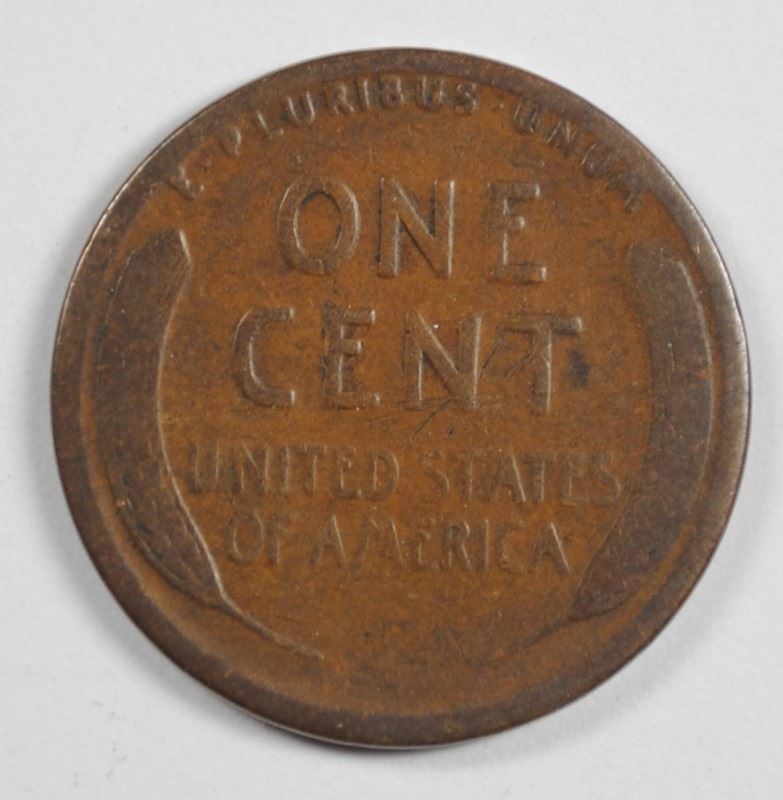 E·PLURIBUS·UNUM
ONE
CENT
UNITED STATES
OF AMERICA